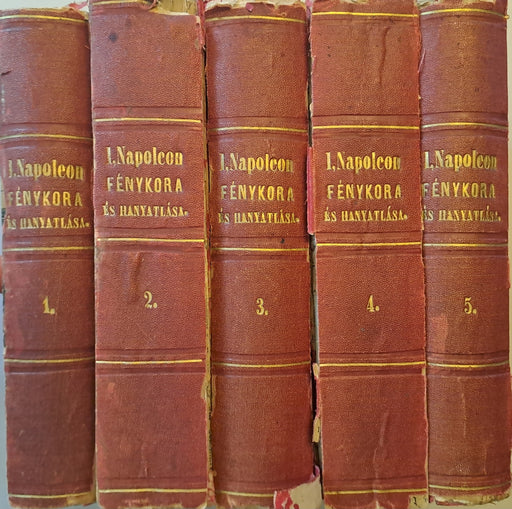 I. Napoleon
FÉNYKORA
ÉS HANYATLÁSA.
1.
I. Napoleon
FÉNYKORA
ÉS HANYATLÁSA.
2.
I. Napoleon
FÉNYKORA
ÉS HANYATLÁSA.
3.
I. Napoleon
FÉNYKORA
ÉS HANYATLÁSA.
4.
I. Napoleon
FÉNYKORA
ÉS HANYATLÁSA.
5.